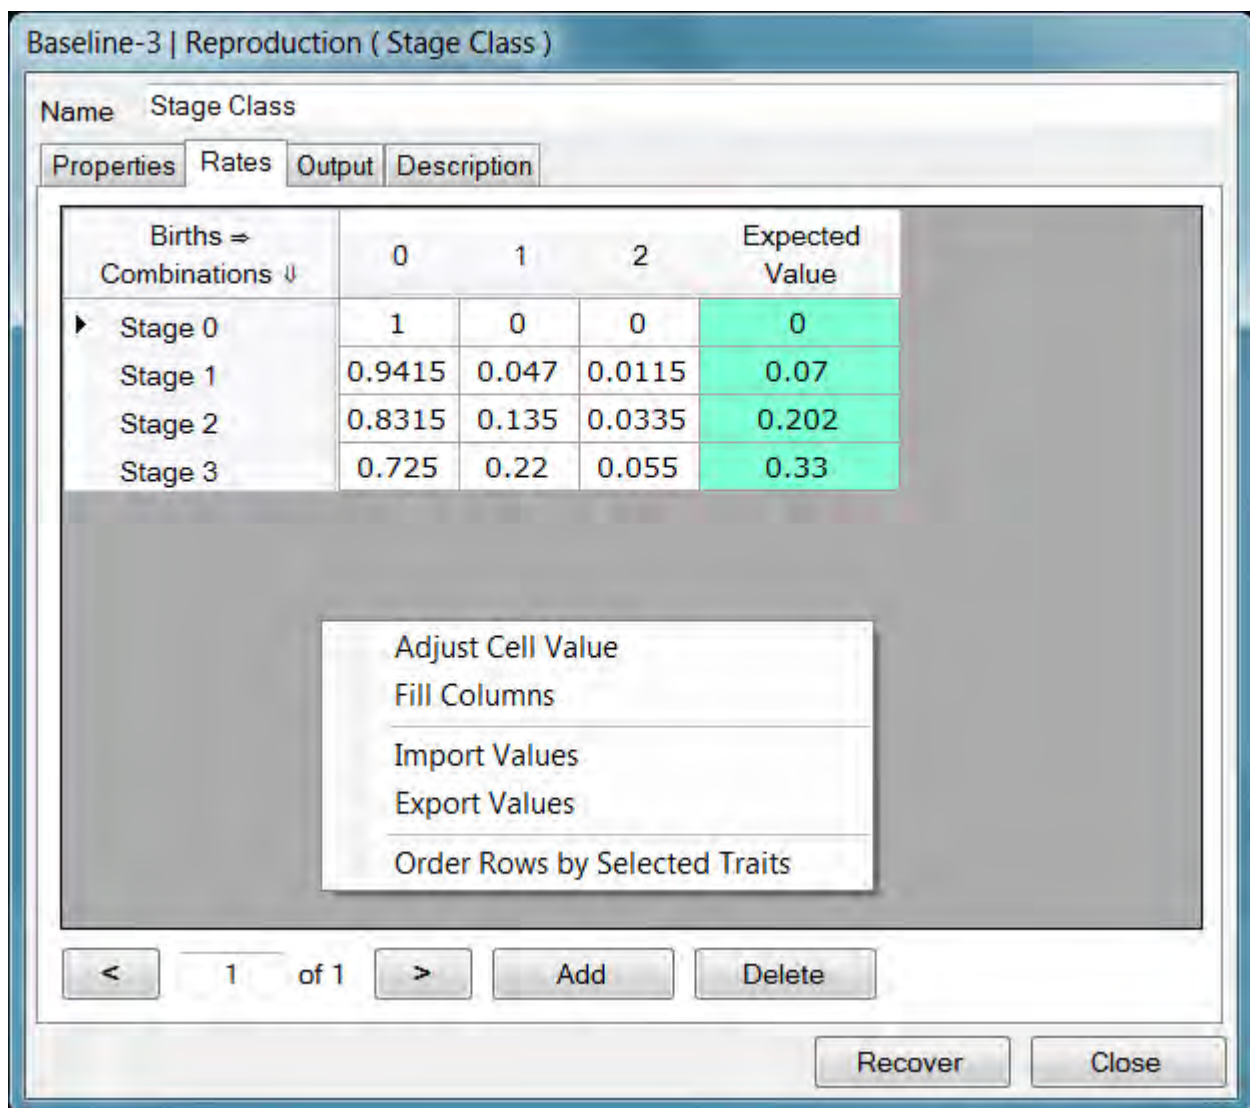 Baseline-3 | Reproduction ( Stage Class )
Name Stage Class
Properties Rates Output Description
Births ⇒ 0 1 2 Expected
Combinations ⇓ Value
Stage 0 1 0 0 0
Stage 1 0.9415 0.047 0.0115 0.07
Stage 2 0.8315 0.135 0.0335 0.202
Stage 3 0.725 0.22 0.055 0.33
Adjust Cell Value
Fill Columns
Import Values
Export Values
Order Rows by Selected Traits
< 1 of 1 > Add Delete
Recover Close